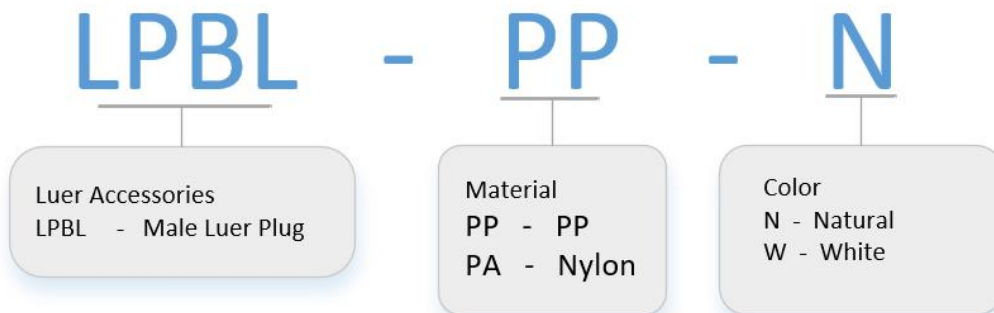 LPBL - PP - N
Luer Accessories
LPBL - Male Luer Plug
Material
PP - PP
PA - Nylon
Color
N - Natural
W - White